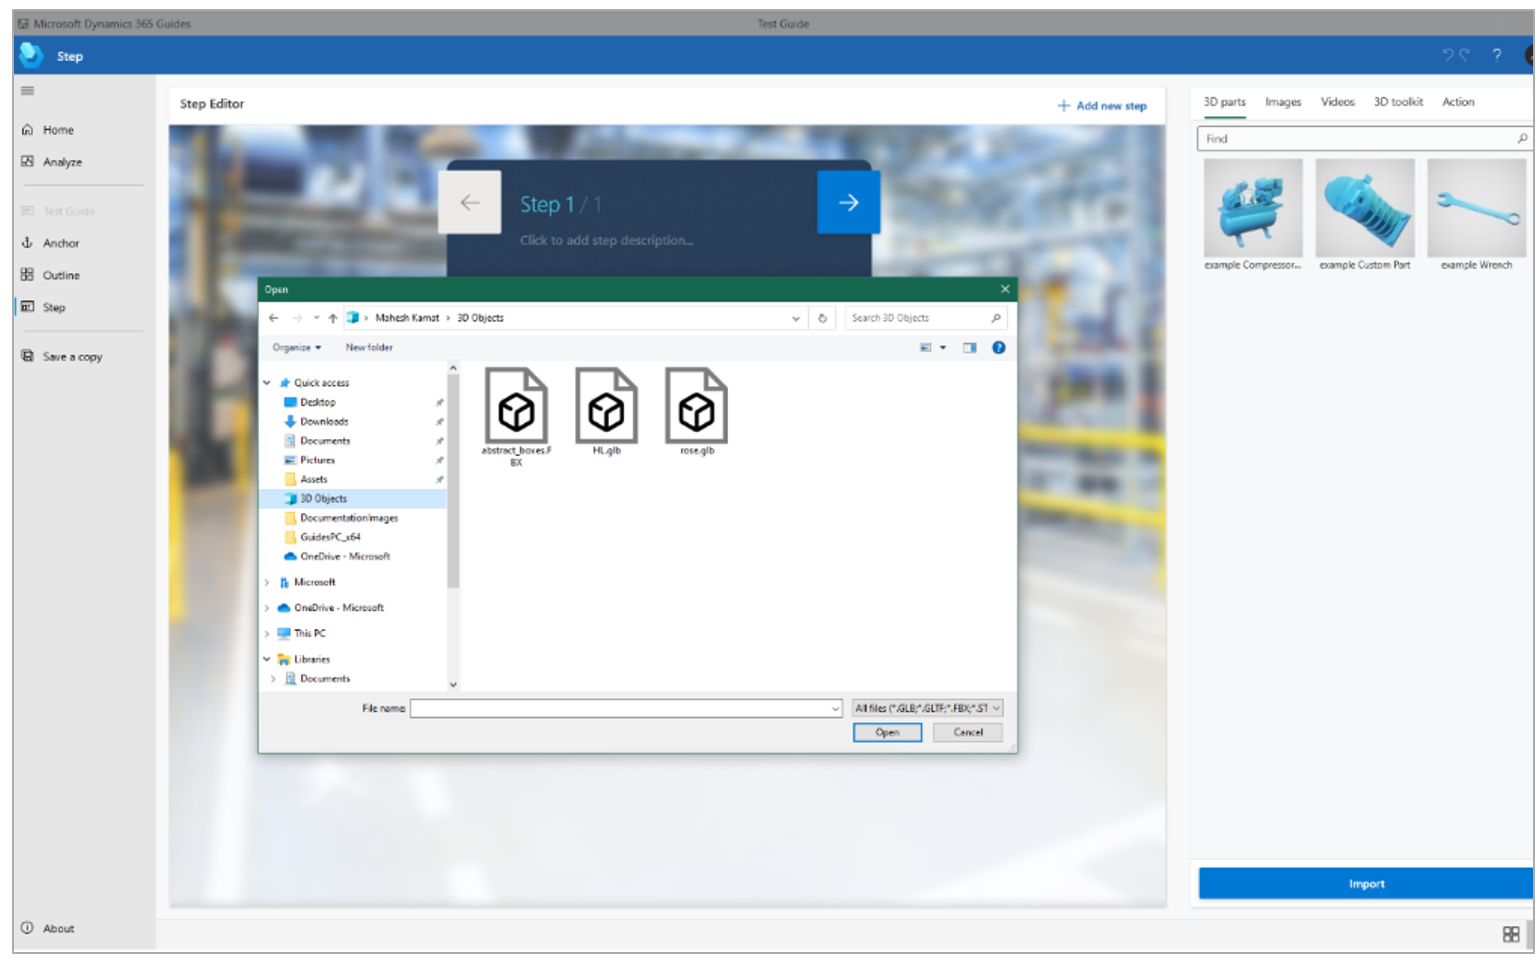 Microsoft Dynamics 365 Guides
Test Guide
Step
?
Home
Analyze
Test Guide
Anchor
Outline
Step
Save a copy
About
Step Editor
Add new step
Step 1 / 1
Click to add step description...
Open
Mahesh Kamat › 3D Objects
Search 3D Objects
Organize
New folder
Quick access
Desktop
Downloads
Documents
Pictures
Assets
3D Objects
DocumentationImages
GuidesPC_x64
OneDrive - Microsoft
Microsoft
OneDrive - Microsoft
This PC
Libraries
Documents
abstract_boxes.F
BX
HL.glb
rose.glb
File name:
All files (*.GLB;*.GLTF;*.FBX;*.ST
Open
Cancel
3D parts
Images
Videos
3D toolkit
Action
Find
example Compressor...
example Custom Part
example Wrench
Import